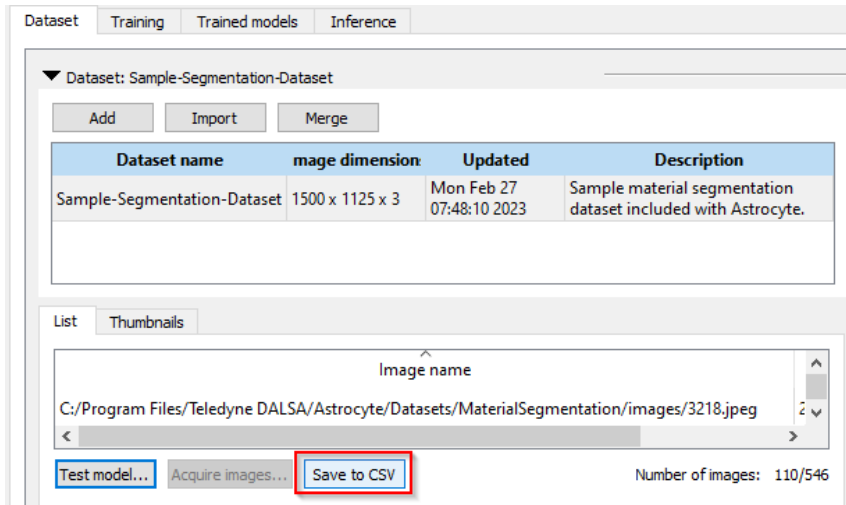 Dataset Training Trained models Inference
Dataset: Sample-Segmentation-Dataset
Add Import Merge
Dataset name mage dimension Updated Description
Sample-Segmentation-Dataset 1500 x 1125 x 3 Mon Feb 27 Sample material segmentation
07:48:10 2023 dataset included with Astrocyte.
List Thumbnails
Image name
C:/Program Files/Teledyne DALSA/Astrocyte/Datasets/MaterialSegmentation/images/3218.jpeg 2
Test model... Acquire images... Save to CSV Number of images: 110/546